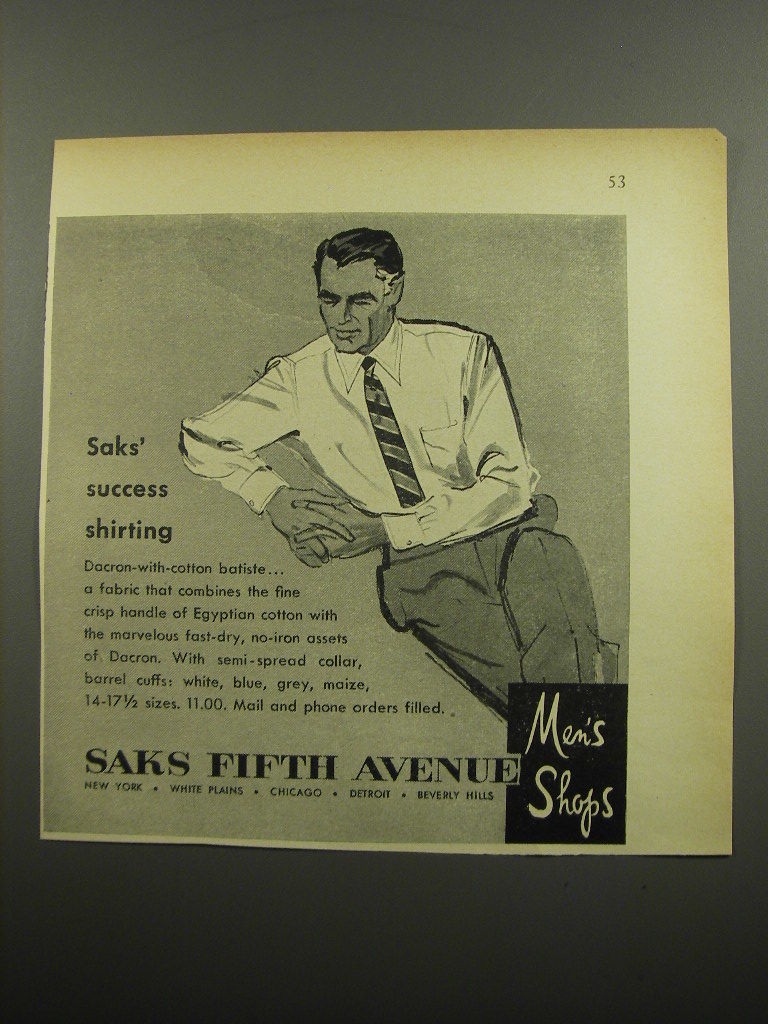 53
Saks'
success
shirting
Dacron-with-cotton batiste...
a fabric that combines the fine
crisp handle of Egyptian cotton with
the marvelous fast-dry, no-iron assets
of Dacron. With semi-spread collar,
barrel cuffs: white, blue, grey, maize,
14-17½ sizes. 11.00. Mail and phone orders filled.
SAKS FIFTH AVENUE
NEW YORK • WHITE PLAINS • CHICAGO • DETROIT • BEVERLY HILLS
Men's
Shops